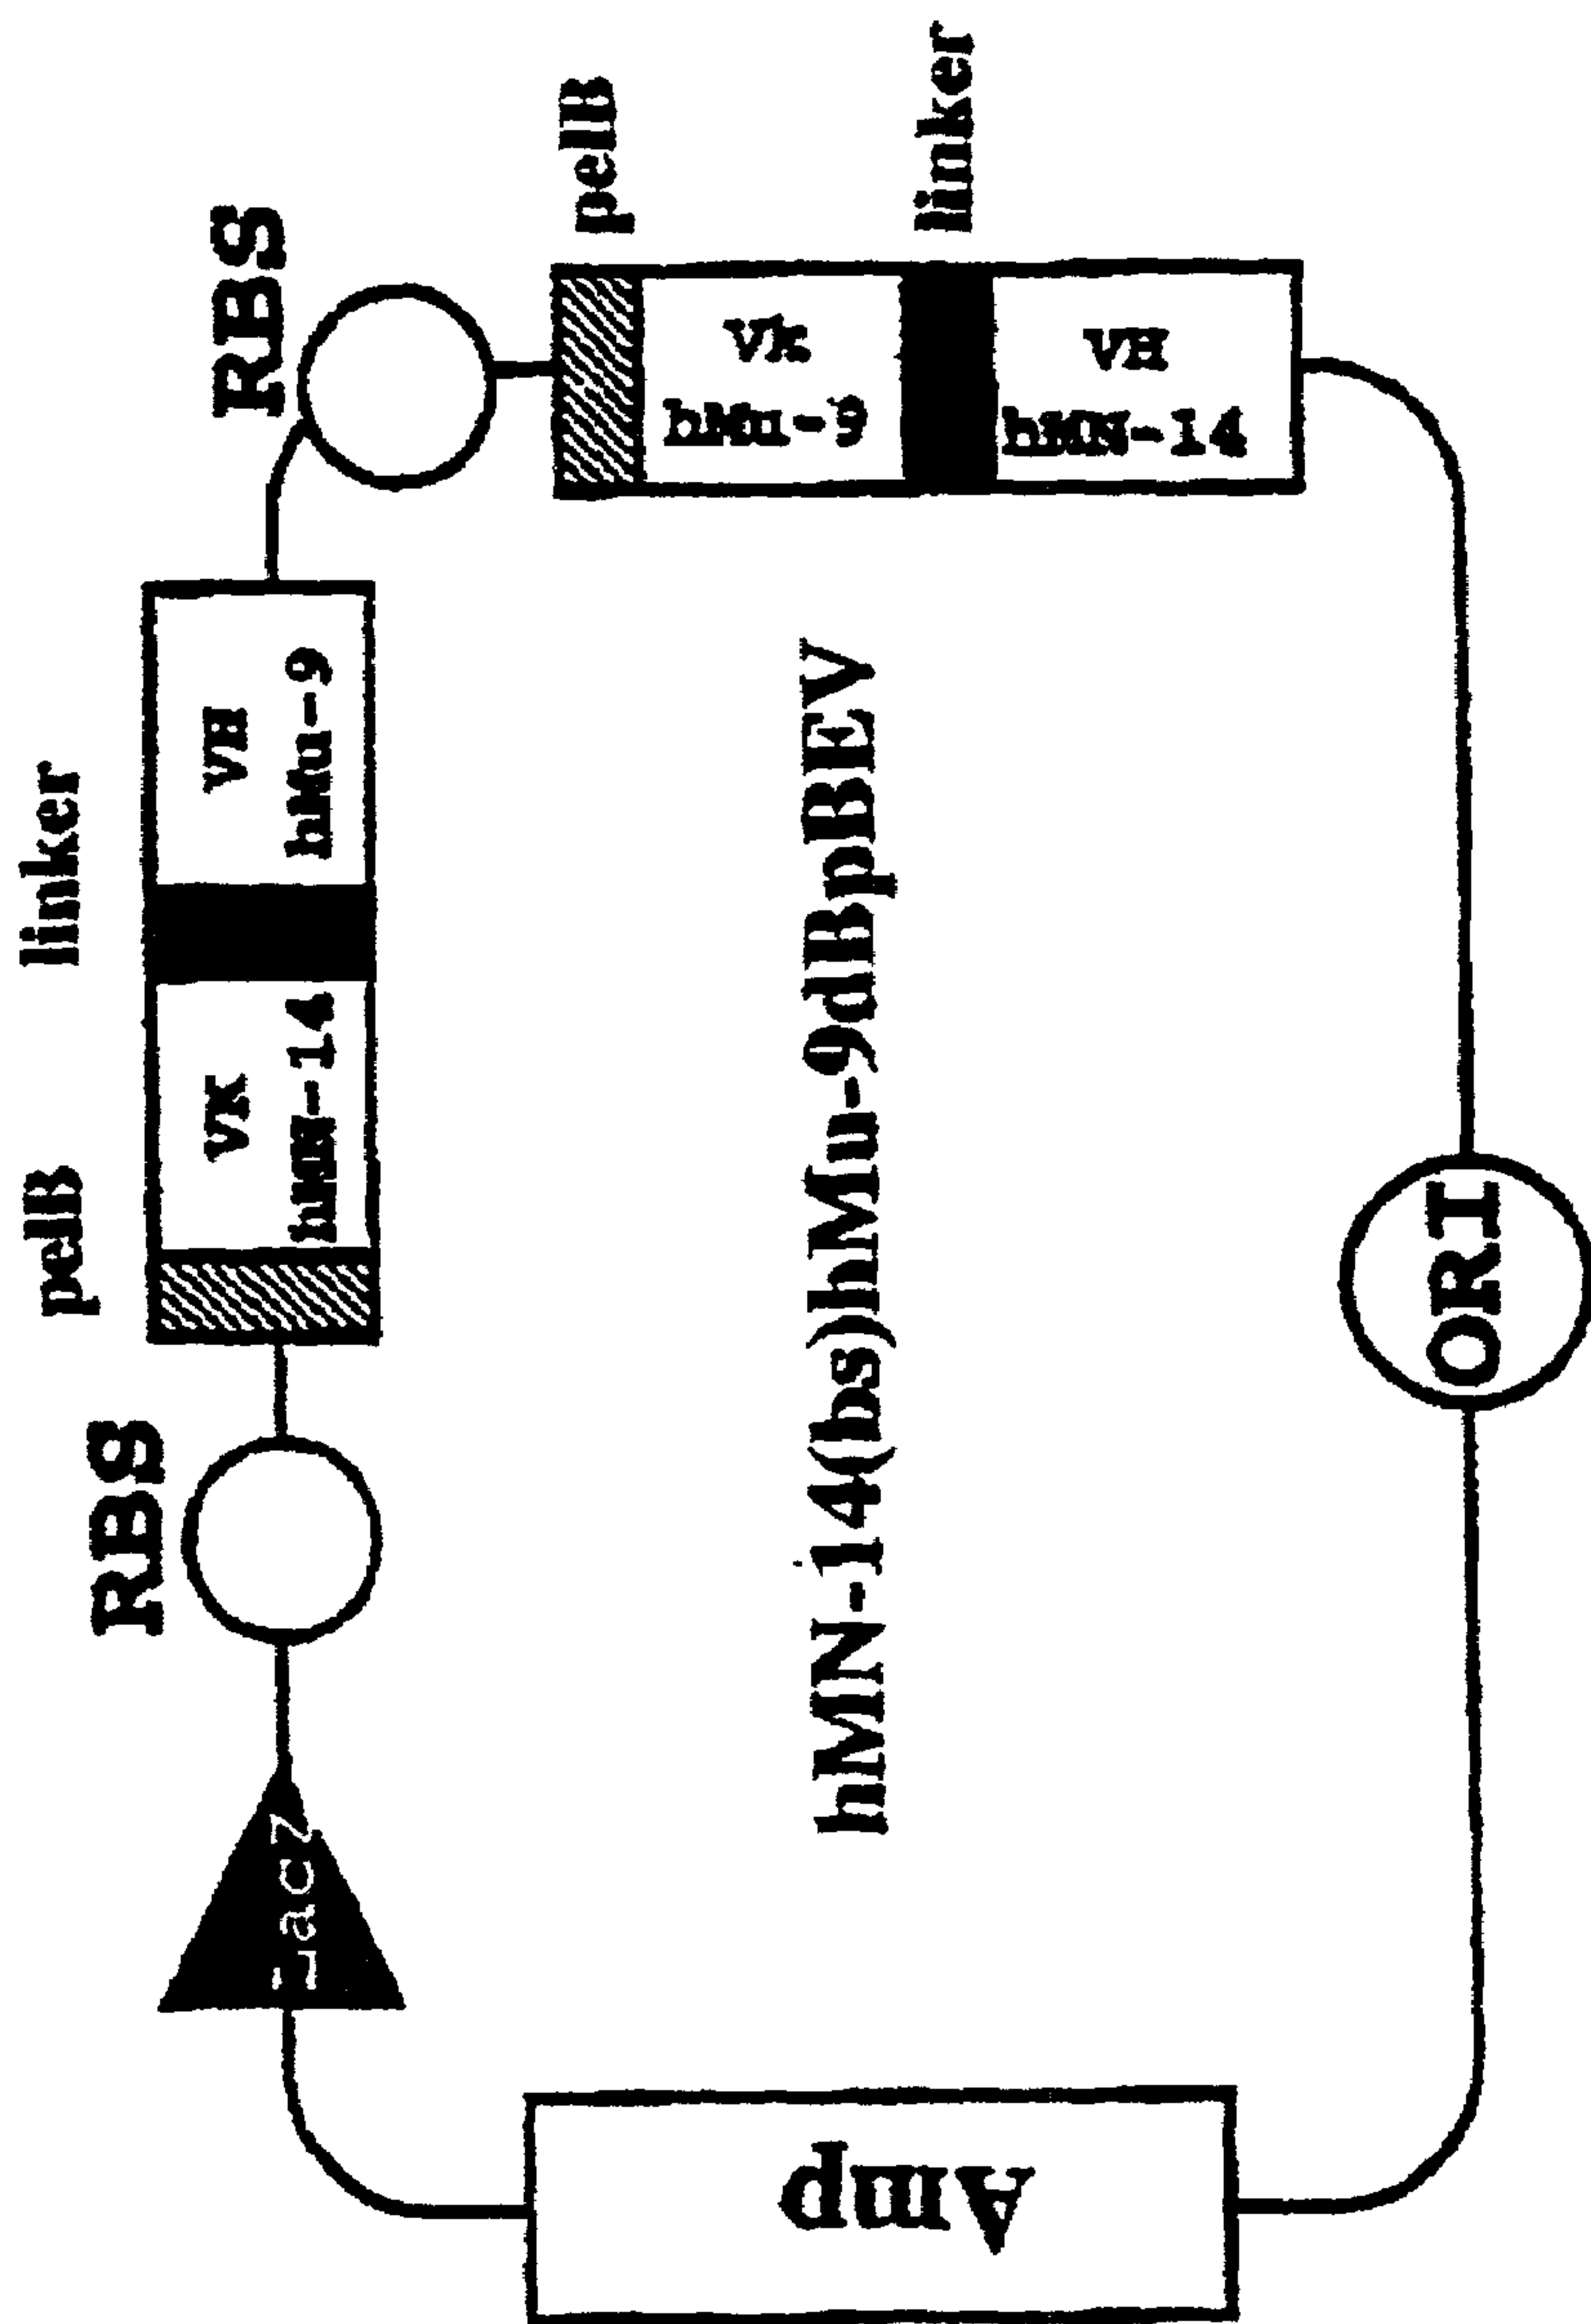 pelB
linker
RBS
RBS
VK
hMN-14
VH
hMu-9
LacZ
pelB
VK
hMu-9
linker
VH
hMN-14
hMN-14(bs)hMu-9dBpBEV
Amp
ORI